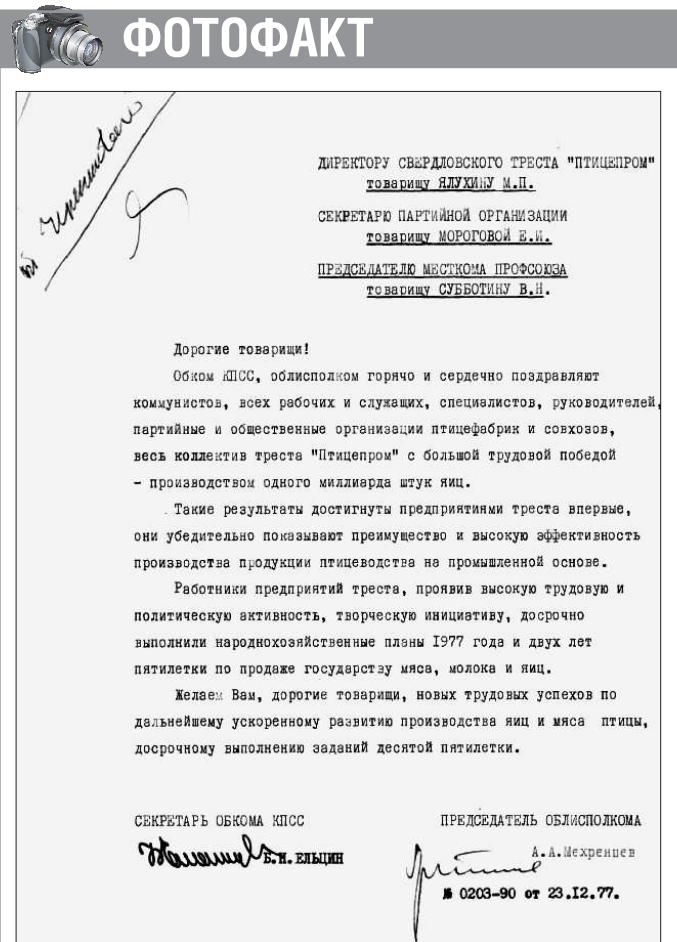 ФОТОФАКТ
ДИРЕКТОРУ СВЕРДЛОВСКОГО ТРЕСТА "ПТИЦЕПРОМ"
товарищу ЯЛУХИНУ М.П.
СЕКРЕТАРЮ ПАРТИЙНОЙ ОРГАНИЗАЦИИ
товарищу МОРОГОВОЙ Е.И.
ПРЕДСЕДАТЕЛЮ МЕСТКОМА ПРОФСОЮЗА
товарищу СУББОТИНУ В.Н.
Дорогие товарищи!
Обком КПСС, облисполком горячо и сердечно поздравляют
коммунистов, всех рабочих и служащих, специалистов, руководителей,
партийные и общественные организации птицефабрик и совхозов,
весь коллектив треста "Птицепром" с большой трудовой победой
- производством одного миллиарда штук яиц.
Такие результаты достигнуты предприятиями треста впервые,
они убедительно показывают преимущество и высокую эффективность
производства продукции птицеводства на промышленной основе.
Работники предприятий треста, проявив высокую трудовую и
политическую активность, творческую инициативу, досрочно
выполнили народнохозяйственные планы I977 года и двух лет
пятилетки по продаже государству мяса, молока и яиц.
Желаем Вам, дорогие товарищи, новых трудовых успехов по
дальнейшему ускоренному развитию производства яиц и мяса птицы,
досрочному выполнению заданий десятой пятилетки.
СЕКРЕТАРЬ ОБКОМА КПСС
ПРЕДСЕДАТЕЛЬ ОБЛИСПОЛКОМА
Б.Н. ЕЛЬЦИН
А.А.Мехренцев
№ 0203-90 от 23.I2.77.